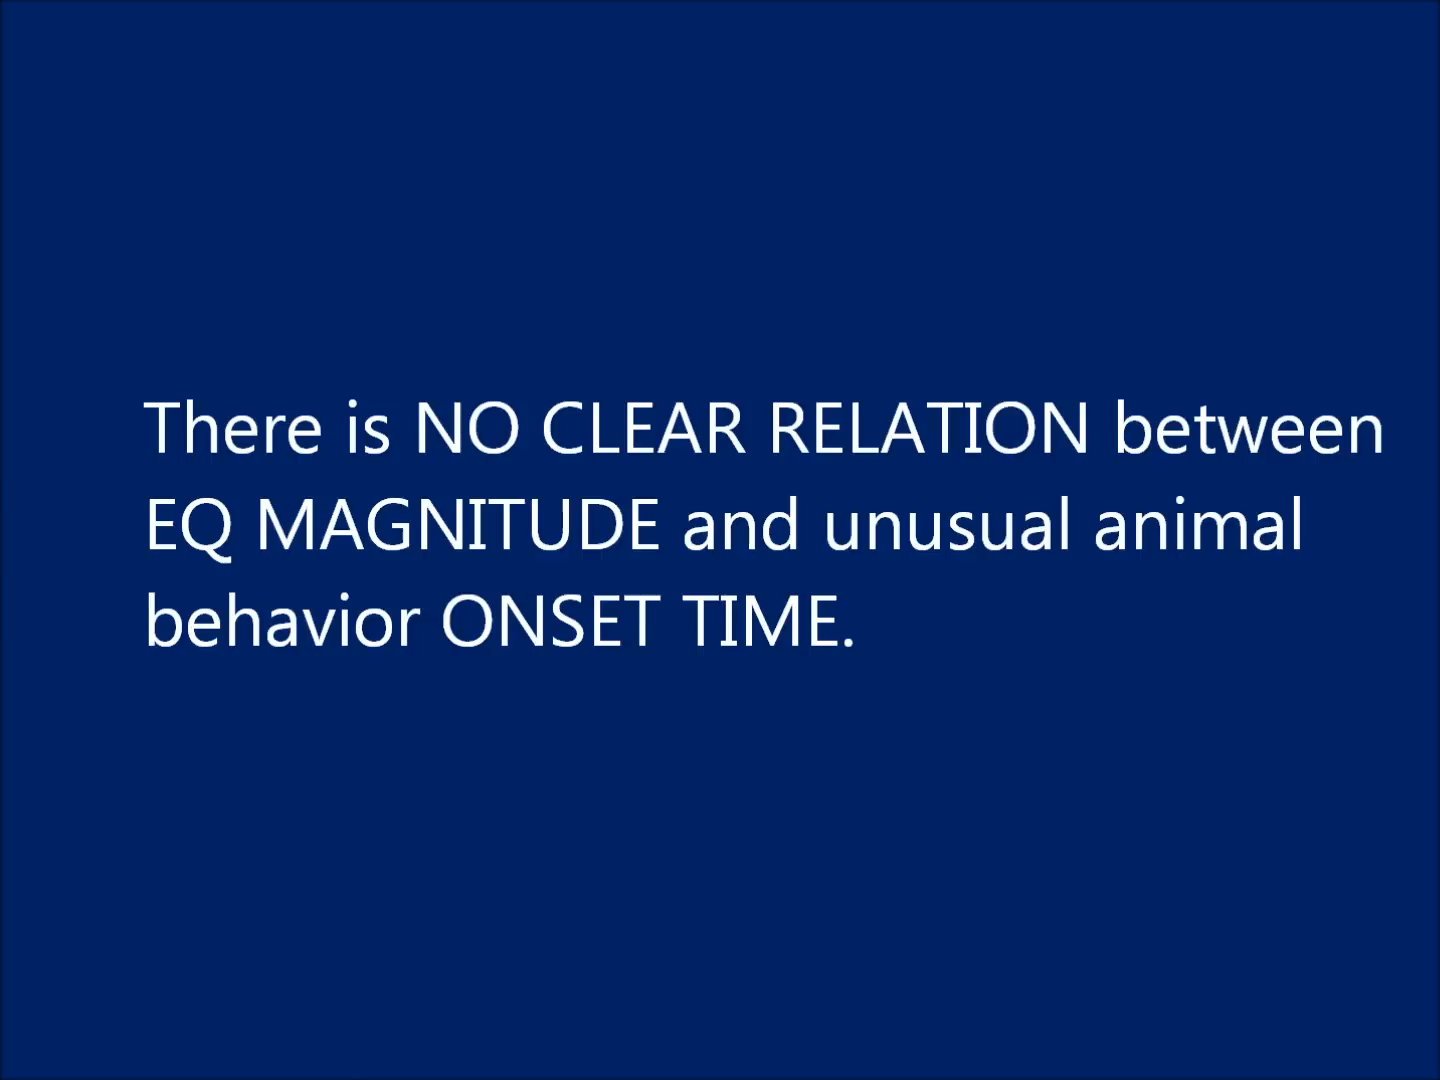 There is NO CLEAR RELATION between
EQ MAGNITUDE and unusual animal
behavior ONSET TIME.